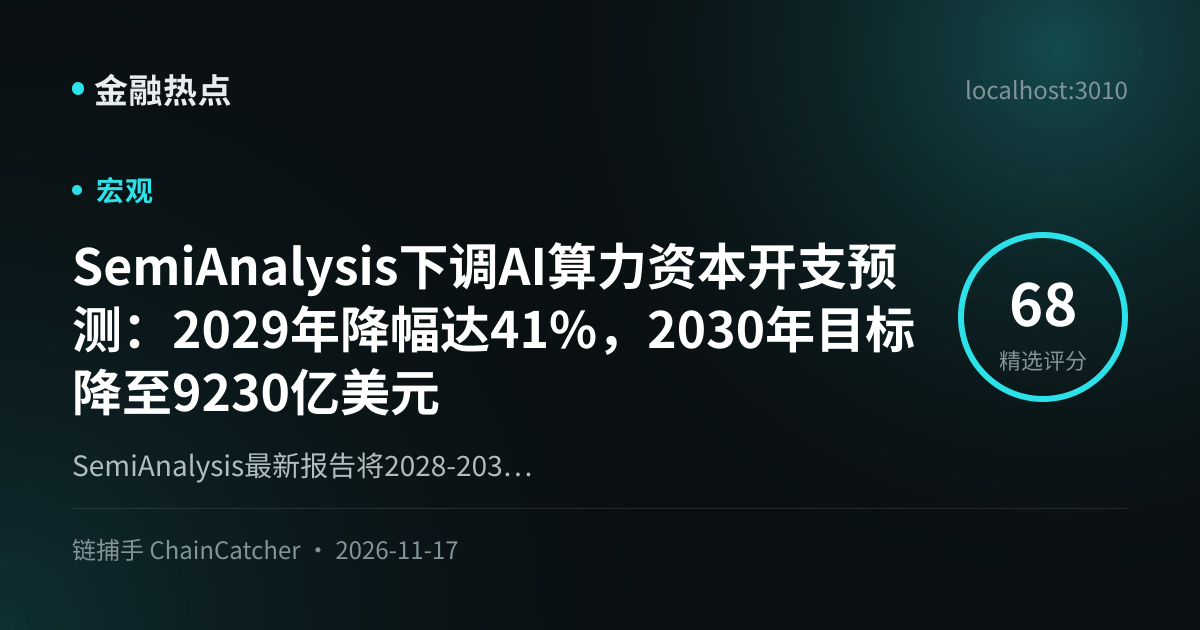 金融热点
localhost:3010
宏观
SemiAnalysis下调AI算力资本开支预
测：2029年降幅达41%，2030年目标
降至9230亿美元
68
精选评分
SemiAnalysis最新报告将2028-203…
链捕手 ChainCatcher · 2026-11-17